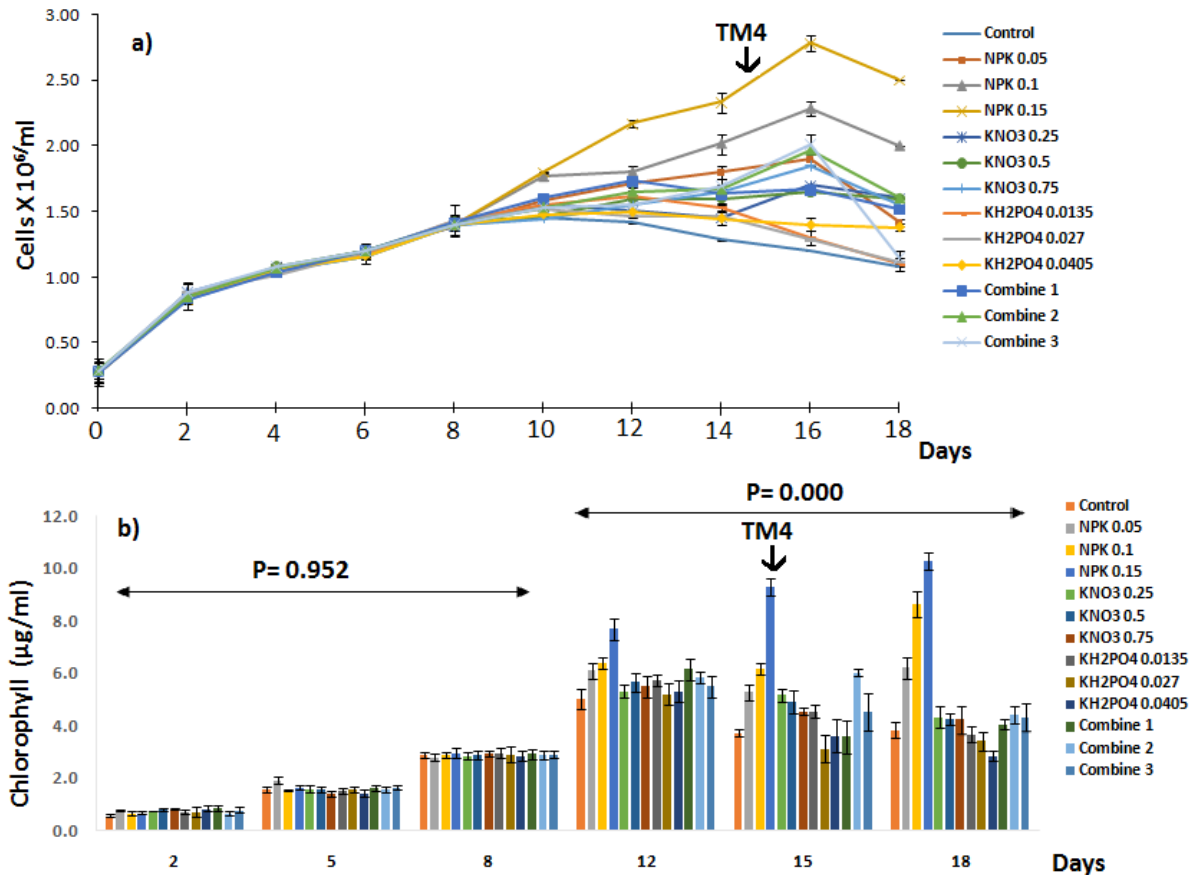 a)
TM4
Cells X 10⁶/ml
3.00
2.50
2.00
1.50
1.00
0.50
0.00
0 2 4 6 8 10 12 14 16 18
Days
Control
NPK 0.05
NPK 0.1
NPK 0.15
KNO3 0.25
KNO3 0.5
KNO3 0.75
KH2PO4 0.0135
KH2PO4 0.027
KH2PO4 0.0405
Combine 1
Combine 2
Combine 3
b)
P= 0.952
P= 0.000
TM4
Chlorophyll (µg/ml)
12.0
10.0
8.0
6.0
4.0
2.0
0.0
2 5 8 12 15 18
Days
Control
NPK 0.05
NPK 0.1
NPK 0.15
KNO3 0.25
KNO3 0.5
KNO3 0.75
KH2PO4 0.0135
KH2PO4 0.027
KH2PO4 0.0405
Combine 1
Combine 2
Combine 3